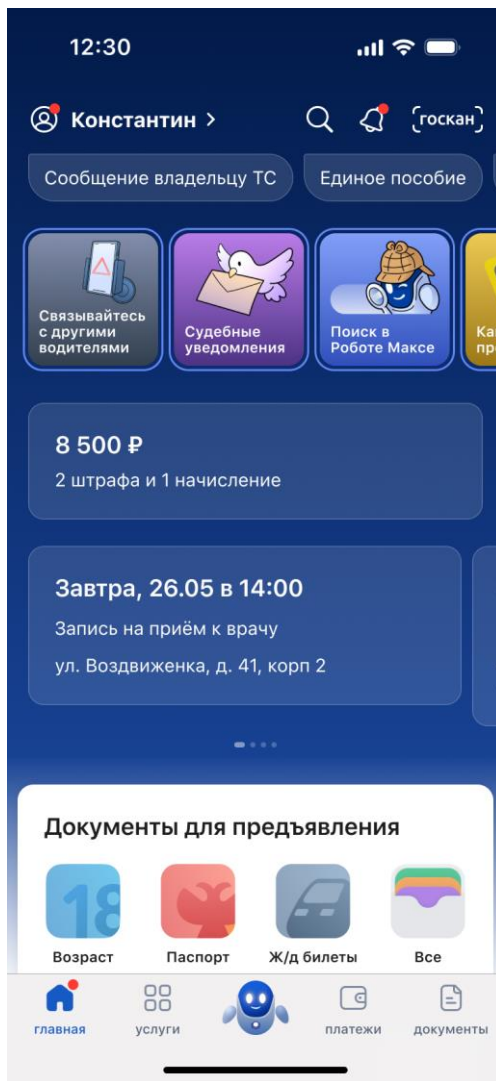 12:30
Константин >
госкан
Сообщение владельцу ТС
Единое пособие
Связывайтесь
с другими
водителями
Судебные
уведомления
Поиск в
Роботе Максе
8 500 ₽
2 штрафа и 1 начисление
Завтра, 26.05 в 14:00
Запись на приём к врачу
ул. Воздвиженка, д. 41, корп 2
Документы для предъявления
18
Возраст
Паспорт
Ж/д билеты
Все
главная
услуги
платежи
документы